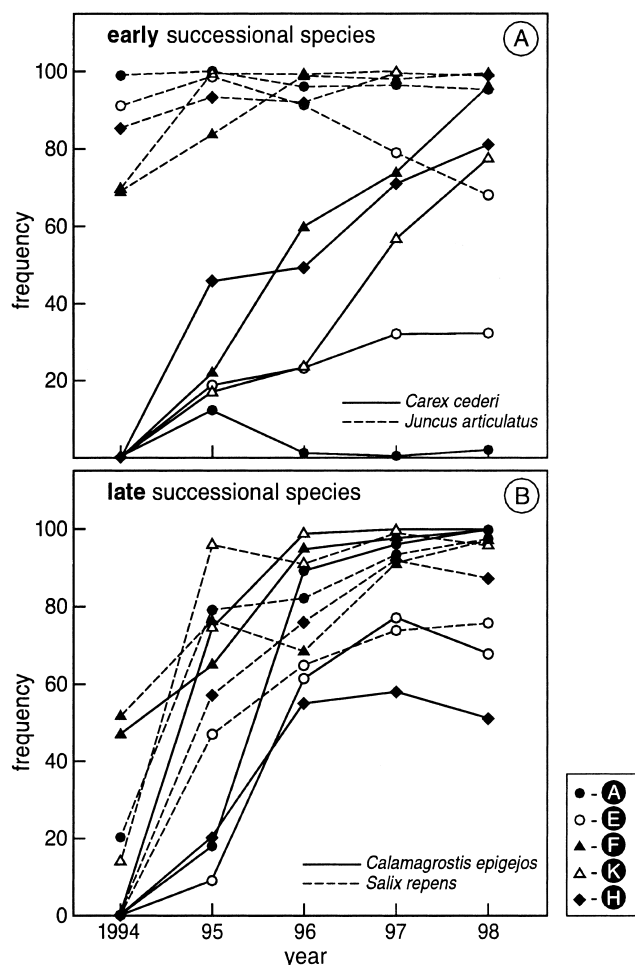 early successional species
A
100
80
60
40
20
frequency
Carex cederi
Juncus articulatus
late successional species
B
100
80
60
40
20
0
frequency
Calamagrostis epigejos
Salix repens
1994 95 96 97 98
year
- A
- E
- F
- K
- H